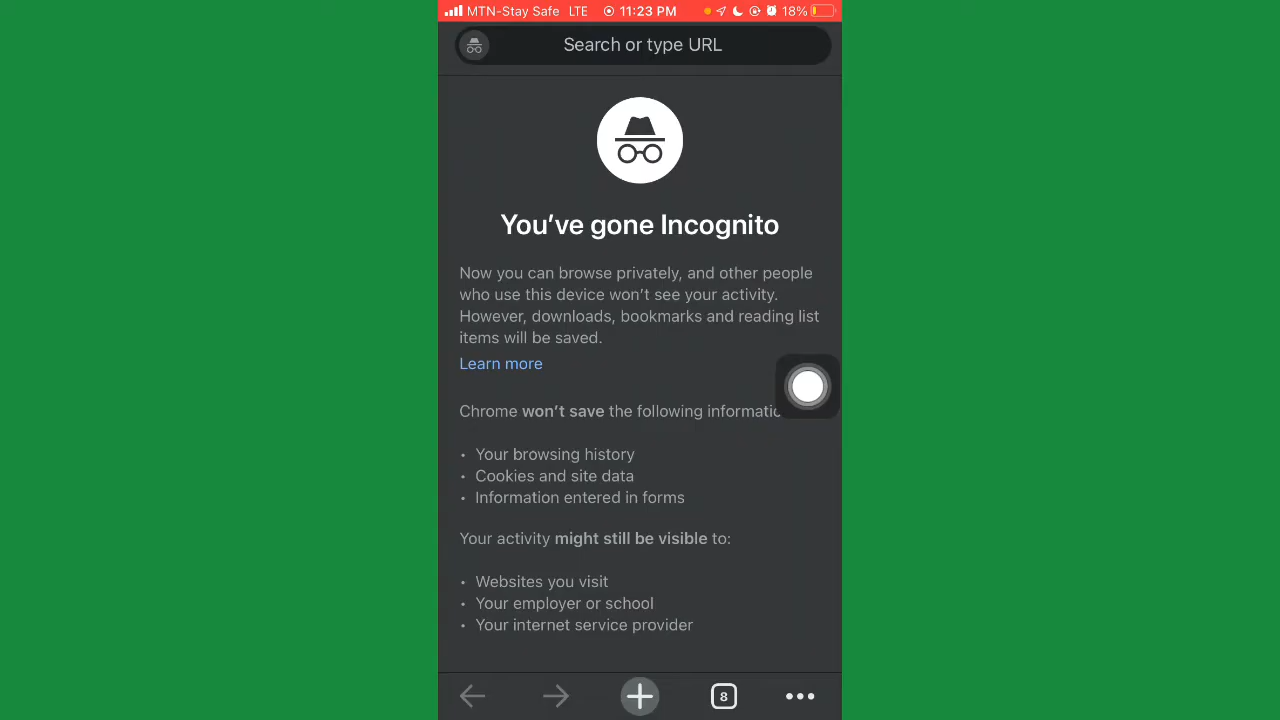 MTN-Stay Safe LTE 11:23 PM 18%
Search or type URL
You've gone Incognito
Now you can browse privately, and other people
who use this device won't see your activity.
However, downloads, bookmarks and reading list
items will be saved.
Learn more
Chrome won't save the following informatio
• Your browsing history
• Cookies and site data
• Information entered in forms
Your activity might still be visible to:
• Websites you visit
• Your employer or school
• Your internet service provider
8